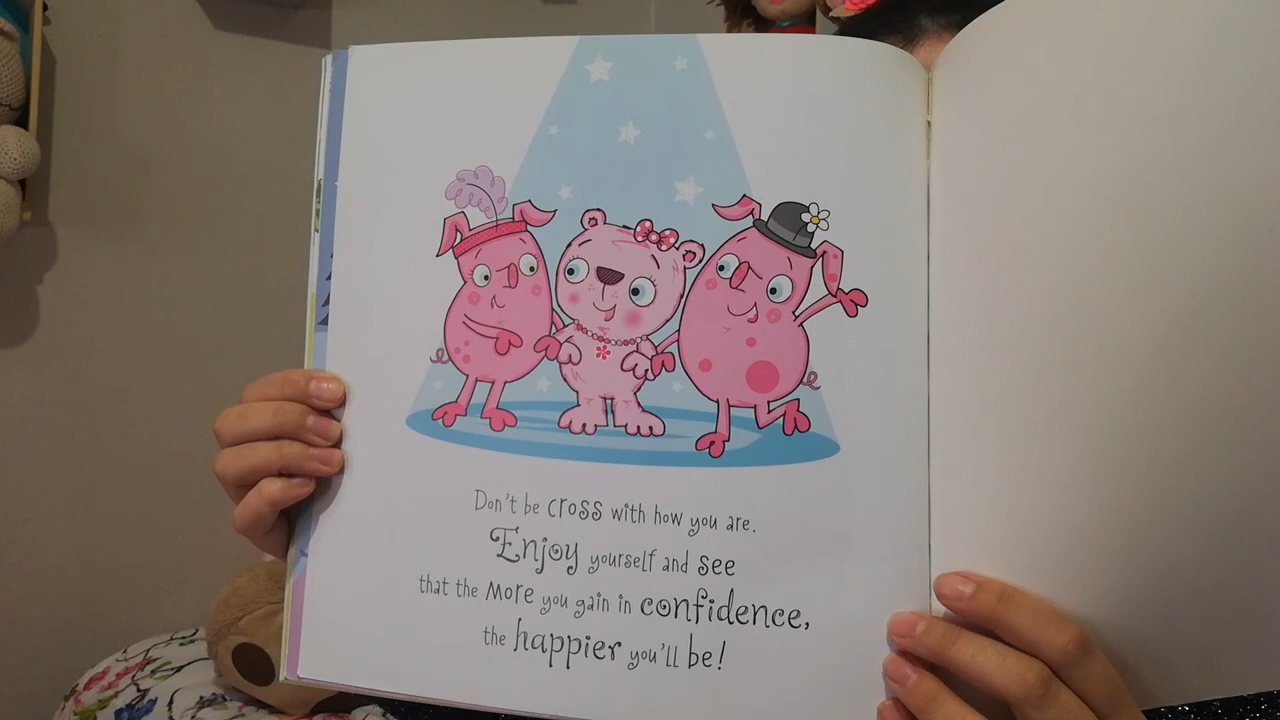 Don't be cross with how you are.
Enjoy yourself and see
that the more you gain in confidence,
the happier you'll be!